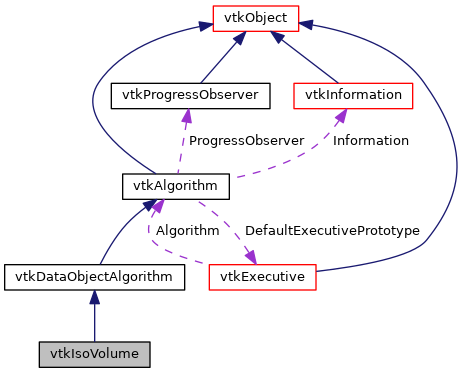 vtkObject
vtkProgressObserver
vtkInformation
ProgressObserver
Information
vtkAlgorithm
Algorithm
DefaultExecutivePrototype
vtkDataObjectAlgorithm
vtkExecutive
vtkIsoVolume